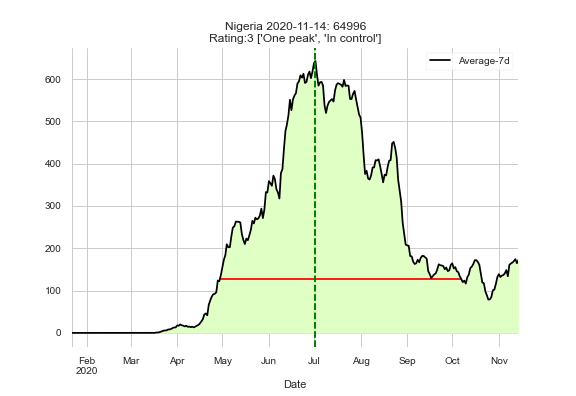 Nigeria 2020-11-14: 64996
Rating:3 ['One peak', 'In control']
Average-7d
600
500
400
300
200
100
0
Feb Mar Apr May Jun Jul Aug Sep Oct Nov
2020
Date